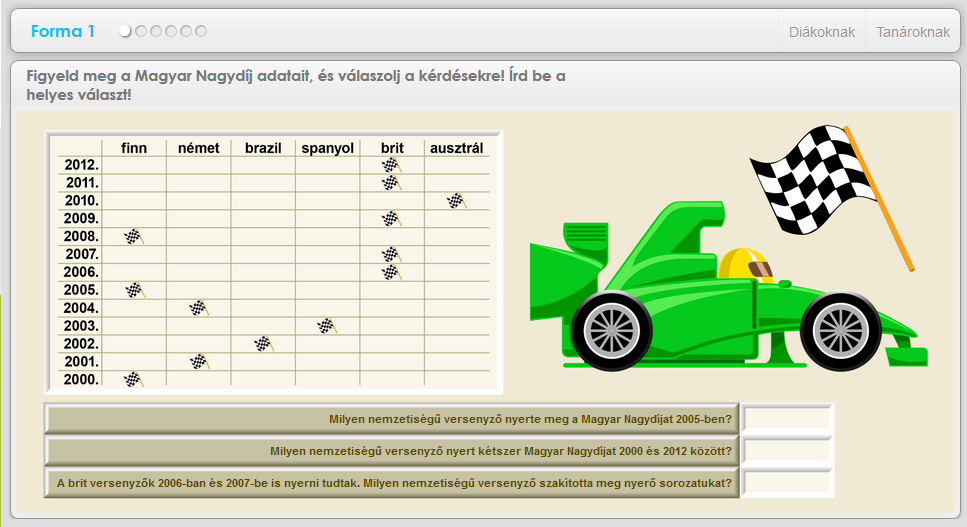 Forma 1
Diákoknak
Tanároknak
Figyeld meg a Magyar Nagydíj adatait, és válaszolj a kérdésekre! Írd be a
helyes választ!
finn német brazil spanyol brit ausztrál
2012.
2011.
2010.
2009.
2008.
2007.
2006.
2005.
2004.
2003.
2002.
2001.
2000.
Milyen nemzetiségű versenyző nyerte meg a Magyar Nagydíjat 2005-ben?
Milyen nemzetiségű versenyző nyert kétszer Magyar Nagydíjat 2000 és 2012 között?
A brit versenyzők 2006-ban és 2007-be is nyerni tudtak. Milyen nemzetiségű versenyző szakította meg nyerő sorozatukat?